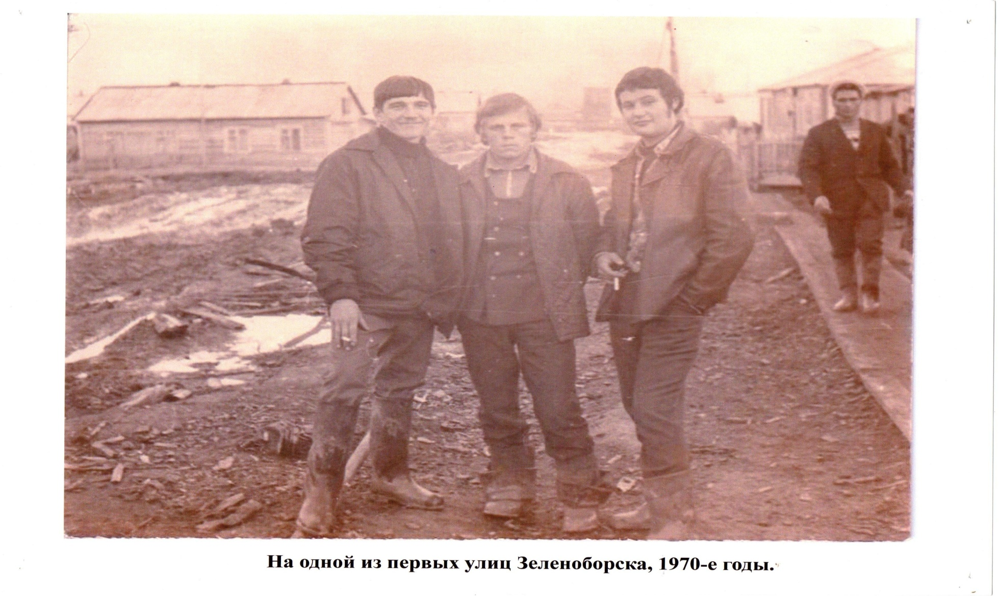 На одной из первых улиц Зеленоборска, 1970-е годы.